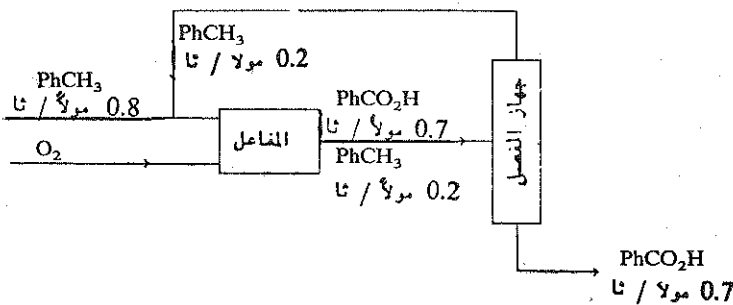 PhCH₃
0.2 مولاً / ثا
PhCH₃
0.8 مولاً / ثا
O₂
المفاعل
PhCO₂H
0.7 مولاً / ثا
PhCH₃
0.2 مولاً / ثا
جهاز الفصل
PhCO₂H
0.7 مولاً / ثا